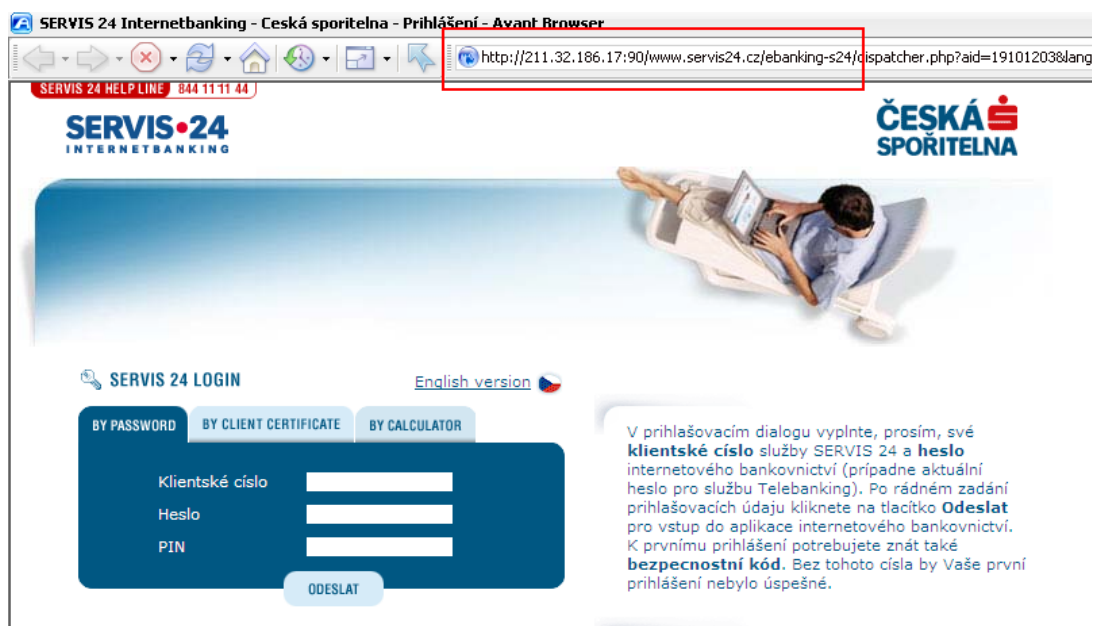 SERVIS 24 Internetbanking - Ceská sporitelna - Prihlášení - Avant Browser
http://211.32.186.17:90/www.servis24.cz/ebanking-s24/dispatcher.php?aid=19101203&lang
SERVIS 24 HELP LINE 844 11 11 44
SERVIS 24
INTERNETBANKING
ČESKÁ
SPOŘITELNA
SERVIS 24 LOGIN
English version
BY PASSWORD
BY CLIENT CERTIFICATE
BY CALCULATOR
Klientské císlo
Heslo
PIN
ODESLAT
V prihlašovacím dialogu vyplnte, prosím, své
klientské císlo služby SERVIS 24 a heslo
internetového bankovnictví (prípadne aktuální
heslo pro službu Telebanking). Po rádném zadání
prihlašovacích údaju kliknete na tlacítko Odeslat
pro vstup do aplikace internetového bankovnictví.
K prvnímu prihlášení potrebujete znát také
bezpecnostní kód. Bez tohoto císla by Vaše první
prihlášení nebylo úspešné.